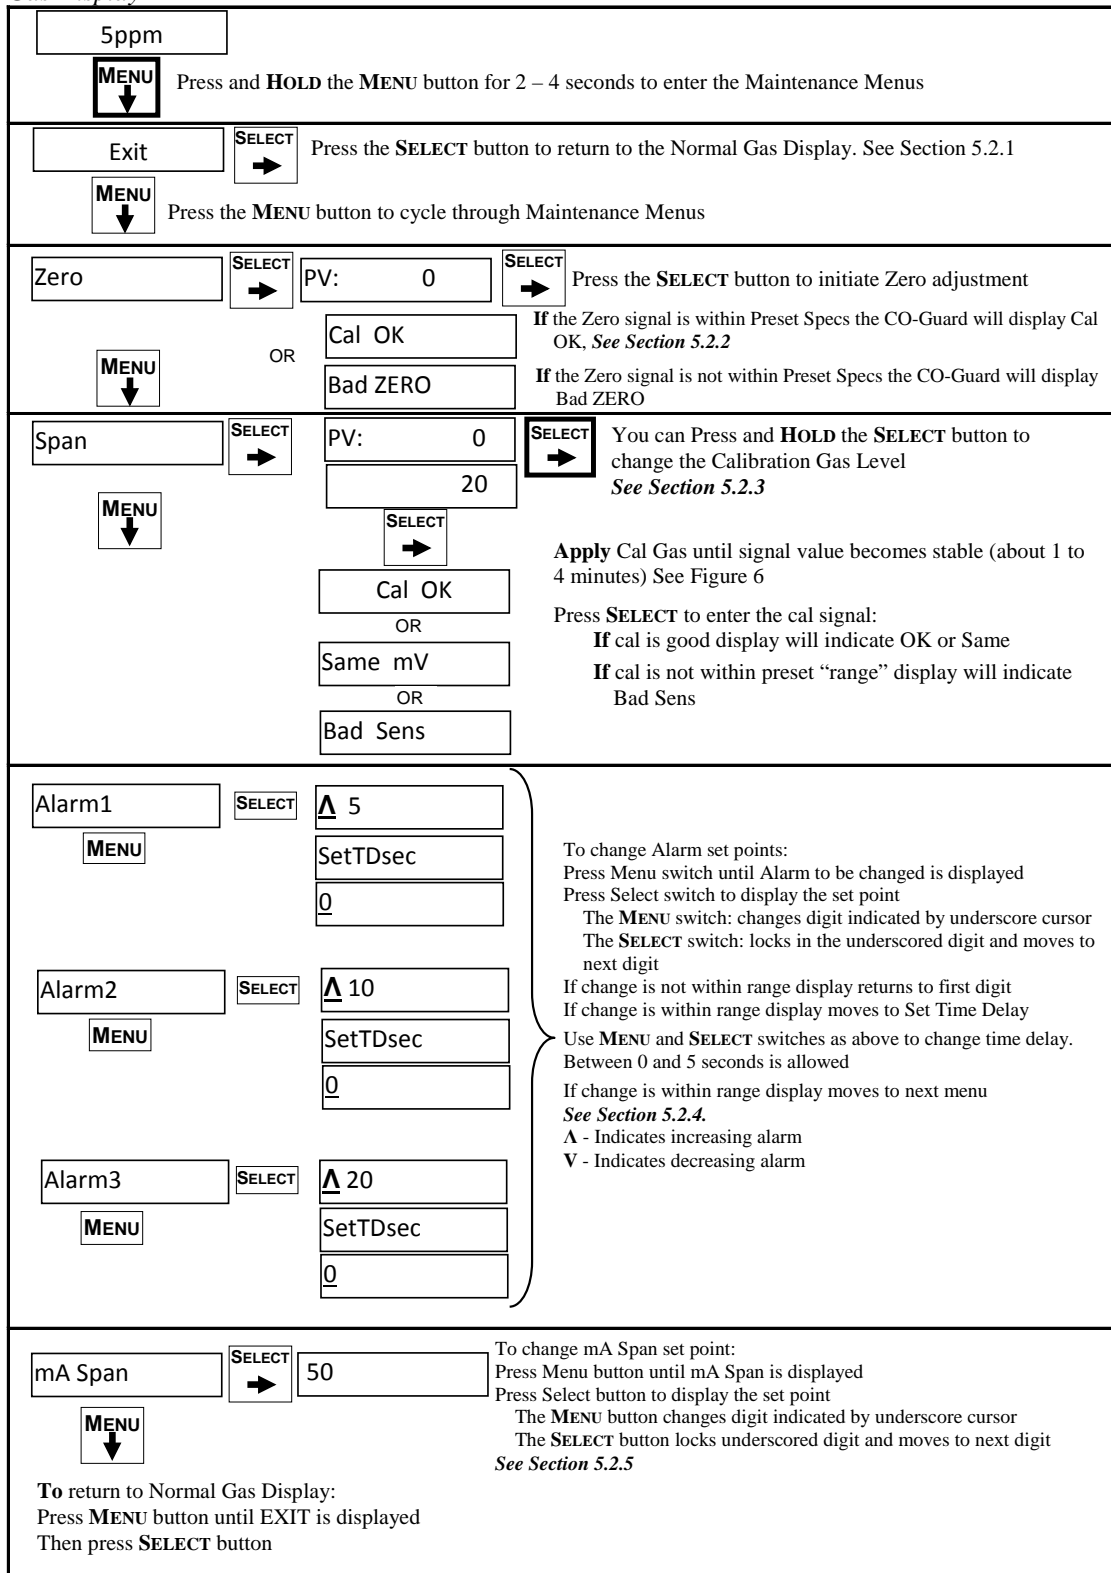 5ppm
MENU
Press and HOLD the MENU button for 2 – 4 seconds to enter the Maintenance Menus
Exit
SELECT
Press the SELECT button to return to the Normal Gas Display. See Section 5.2.1
MENU
Press the MENU button to cycle through Maintenance Menus
Zero
SELECT
PV: 0
SELECT
Press the SELECT button to initiate Zero adjustment
MENU
OR
Cal OK
If the Zero signal is within Preset Specs the CO-Guard will display Cal
OK, See Section 5.2.2
Bad ZERO
If the Zero signal is not within Preset Specs the CO-Guard will display
Bad ZERO
Span
SELECT
PV: 0
20
SELECT
You can Press and HOLD the SELECT button to
change the Calibration Gas Level
See Section 5.2.3
MENU
SELECT
Apply Cal Gas until signal value becomes stable (about 1 to
4 minutes) See Figure 6
Cal OK
OR
Same mV
OR
Bad Sens
Press SELECT to enter the cal signal:
If cal is good display will indicate OK or Same
If cal is not within preset “range” display will indicate
Bad Sens
Alarm1
SELECT
Λ 5
MENU
SetTDsec
0
Alarm2
SELECT
Λ 10
MENU
SetTDsec
0
Alarm3
SELECT
Λ 20
MENU
SetTDsec
0
To change Alarm set points:
Press Menu switch until Alarm to be changed is displayed
Press Select switch to display the set point
The MENU switch: changes digit indicated by underscore cursor
The SELECT switch: locks in the underscored digit and moves to
next digit
If change is not within range display returns to first digit
If change is within range display moves to Set Time Delay
Use MENU and SELECT switches as above to change time delay.
Between 0 and 5 seconds is allowed
If change is within range display moves to next menu
See Section 5.2.4.
Λ - Indicates increasing alarm
V - Indicates decreasing alarm
mA Span
SELECT
50
MENU
To change mA Span set point:
Press Menu button until mA Span is displayed
Press Select button to display the set point
The MENU button changes digit indicated by underscore cursor
The SELECT button locks underscored digit and moves to next digit
See Section 5.2.5
To return to Normal Gas Display:
Press MENU button until EXIT is displayed
Then press SELECT button